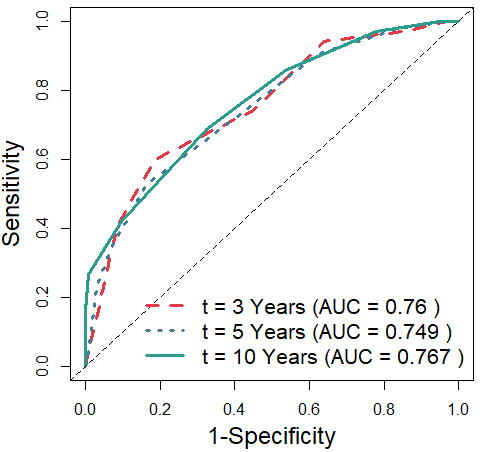 Sensitivity
1.0
0.8
0.6
0.4
0.2
0.0
t = 3 Years (AUC = 0.76 )
t = 5 Years (AUC = 0.749 )
t = 10 Years (AUC = 0.767 )
0.0 0.2 0.4 0.6 0.8 1.0
1-Specificity